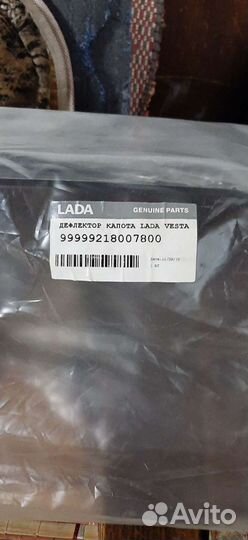 LADA GENUINE PARTS
ДЕФЛЕКТОР КАПОТА LADA VESTA
99999218007800
Avito